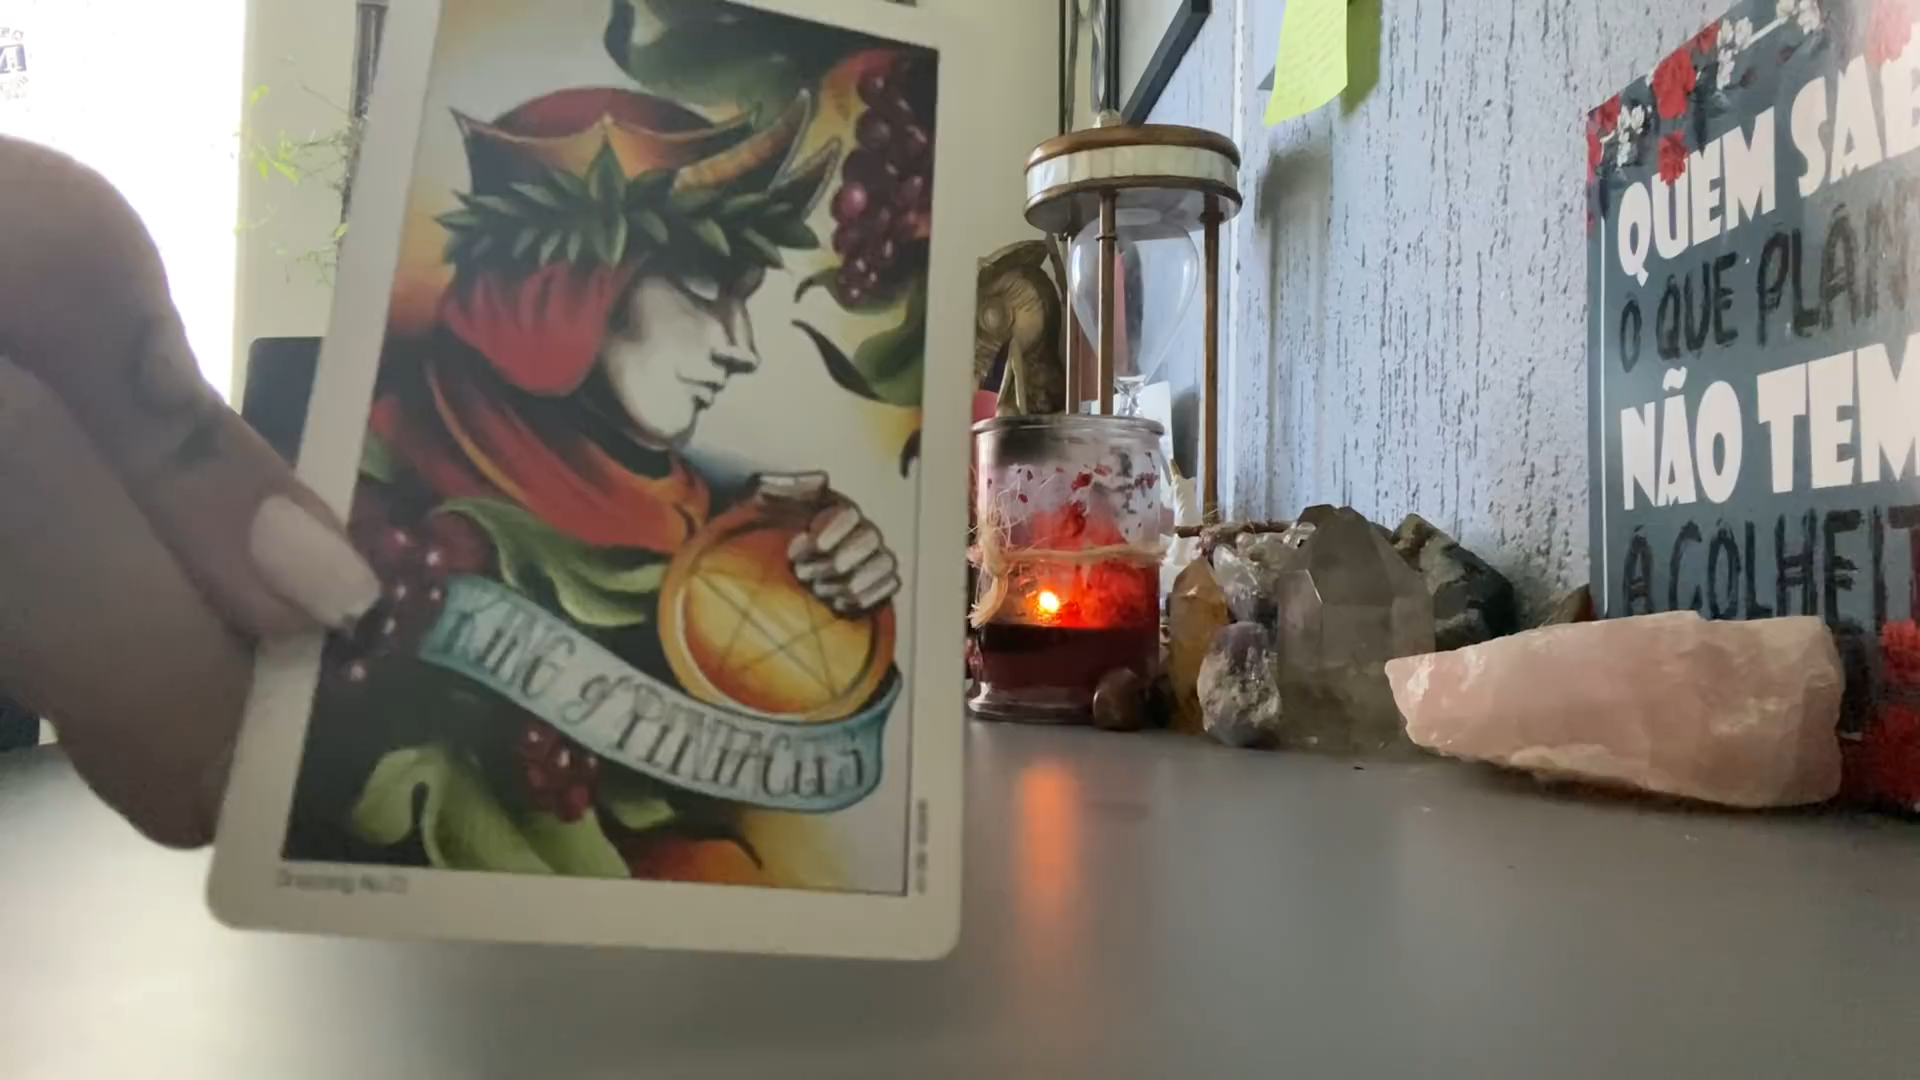 KING of PENTACLES
QUEM SAB
O QUE PLAN
NÃO TEM
A COLHEIT